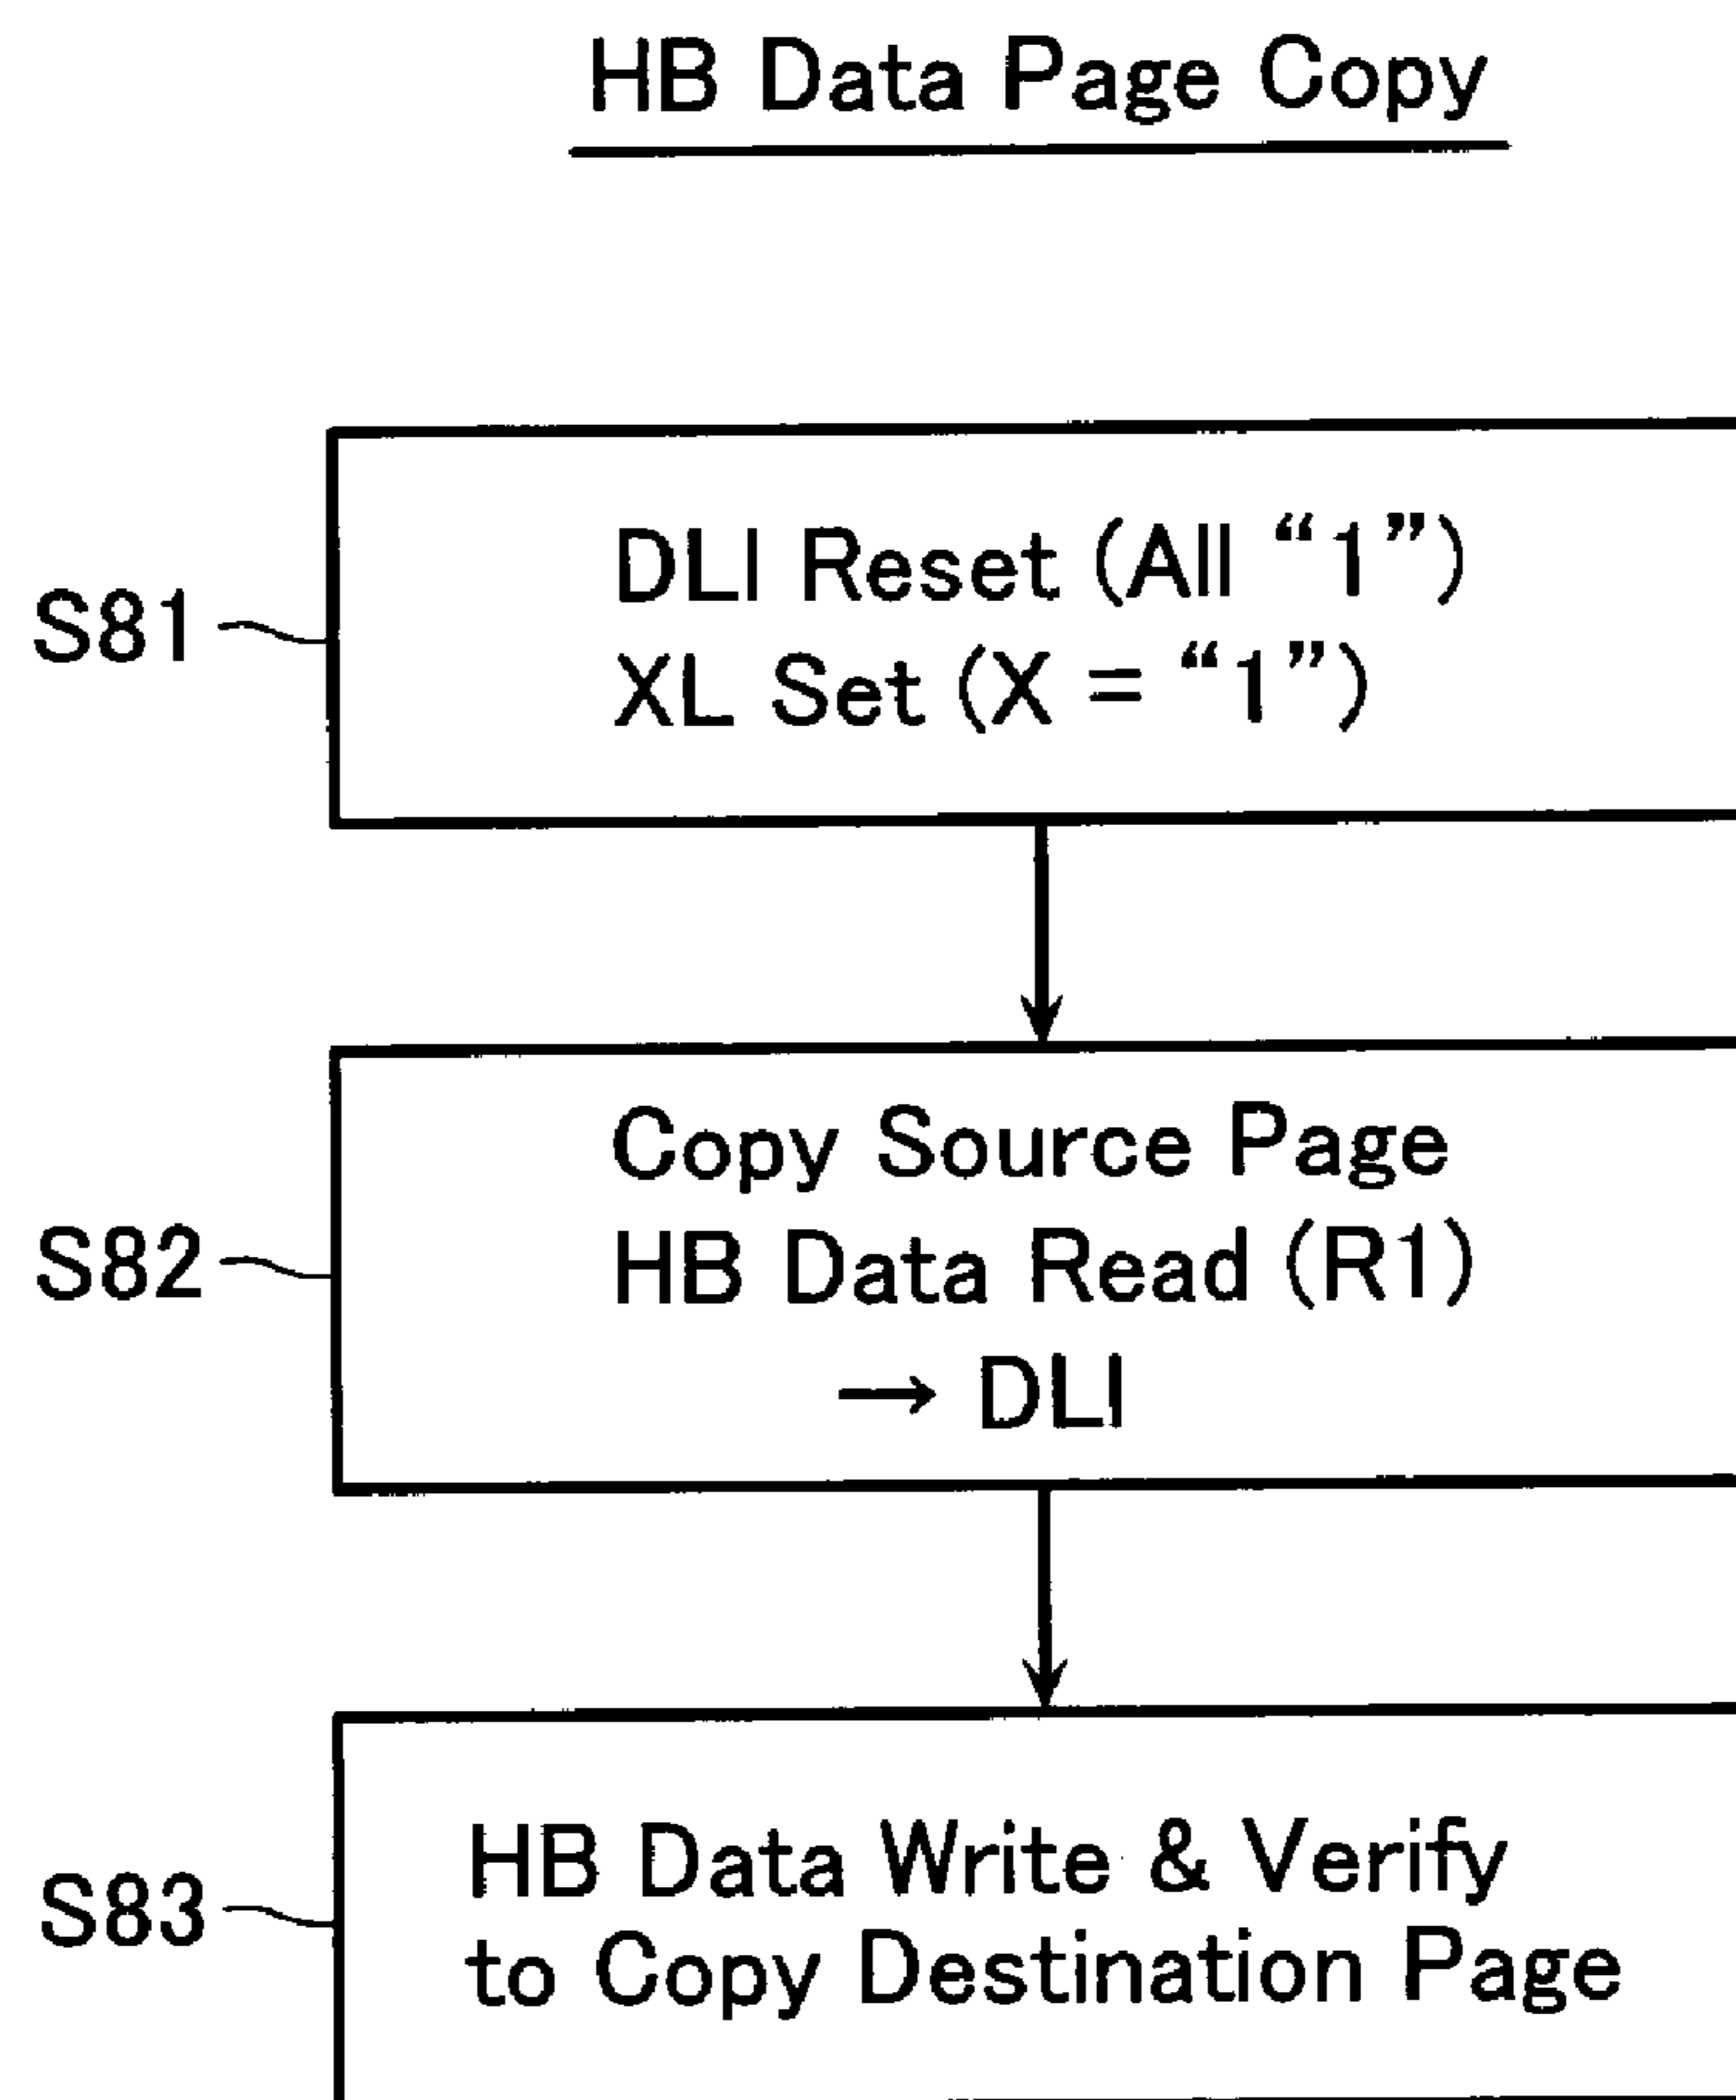 HB Data Page Copy
DLI Reset (All “1”)
XL Set (X = “1”)
S81
Copy Source Page
HB Data Read (R1)
→ DLI
S82
HB Data Write & Verify
to Copy Destination Page
S83